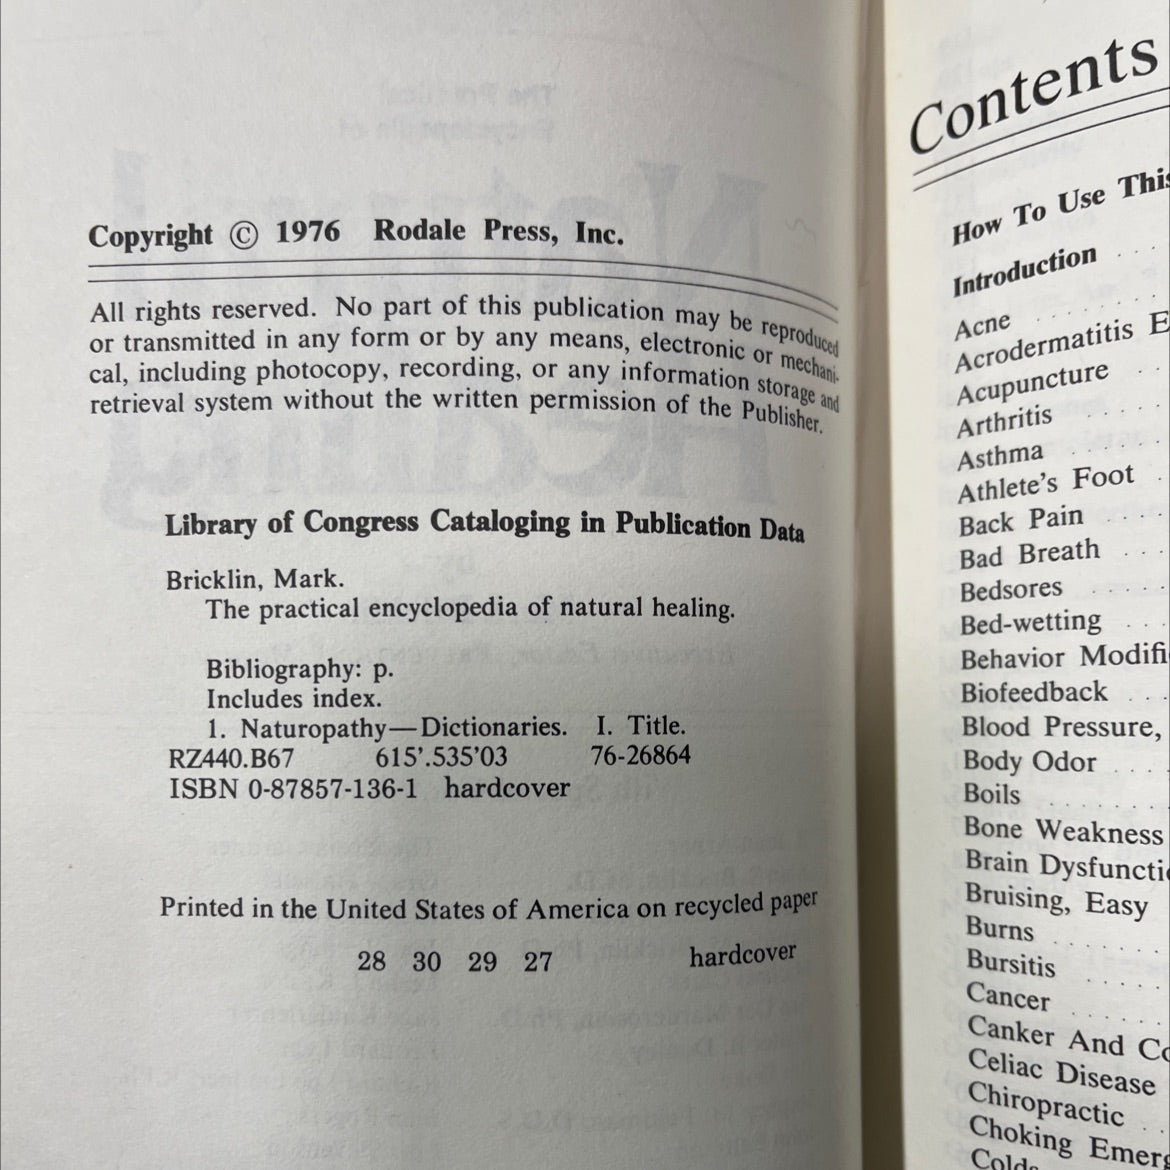 Copyright © 1976 Rodale Press, Inc.
All rights reserved. No part of this publication may be reproduced
or transmitted in any form or by any means, electronic or mechani-
cal, including photocopy, recording, or any information storage and
retrieval system without the written permission of the Publisher.
Library of Congress Cataloging in Publication Data
Bricklin, Mark.
The practical encyclopedia of natural healing.
Bibliography: p.
Includes index.
1. Naturopathy—Dictionaries. I. Title.
RZ440.B67 615'.535'03 76-26864
ISBN 0-87857-136-1 hardcover
Printed in the United States of America on recycled paper
28 30 29 27 hardcover
Contents
How To Use This
Introduction
Acne
Acrodermatitis E
Acupuncture
Arthritis
Asthma
Athlete's Foot
Back Pain
Bad Breath
Bedsores
Bed-wetting
Behavior Modifi
Biofeedback
Blood Pressure,
Body Odor
Boils
Bone Weakness
Brain Dysfuncti
Bruising, Easy
Burns
Bursitis
Cancer
Canker And Co
Celiac Disease
Chiropractic
Choking Emerg
Colds